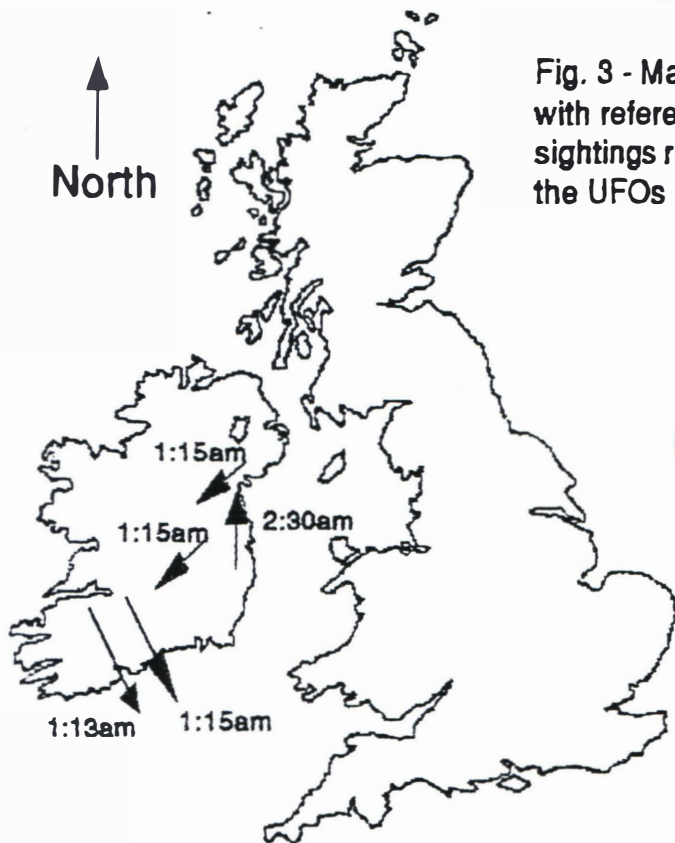 North
Fig. 3 - Ma
with refere
sightings r
the UFOs
1:15am
1:15am
2:30am
1:13am
1:15am